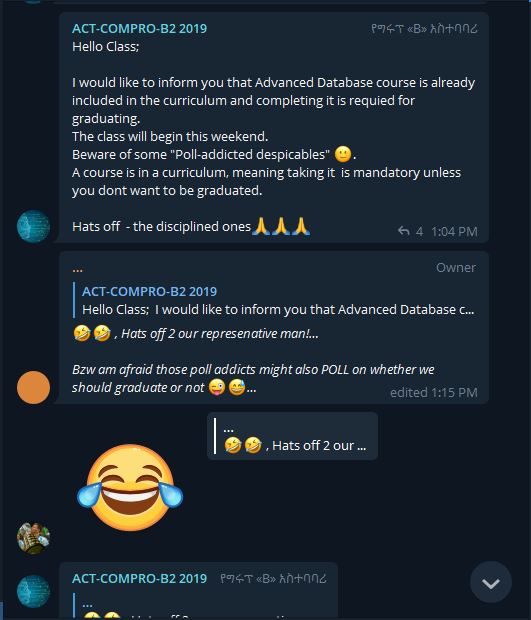 ACT-COMPRO-B2 2019 የግሩፕ «B» አስተባባሪ
Hello Class;
I would like to inform you that Advanced Database course is already
included in the curriculum and completing it is requied for
graduating.
The class will begin this weekend.
Beware of some "Poll-addicted despicables" 🙂.
A course is in a curriculum, meaning taking it is mandatory unless
you dont want to be graduated.
Hats off - the disciplined ones🙏🙏🙏
4 1:04 PM
... Owner
ACT-COMPRO-B2 2019
Hello Class; I would like to inform you that Advanced Database c...
🤣🤣 , Hats off 2 our represenative man!...
Bzw am afraid those poll addicts might also POLL on whether we
should graduate or not 😜😅...
edited 1:15 PM
...
🤣🤣 , Hats off 2 our ...
ACT-COMPRO-B2 2019 የግሩፕ «B» አስተባባሪ
...